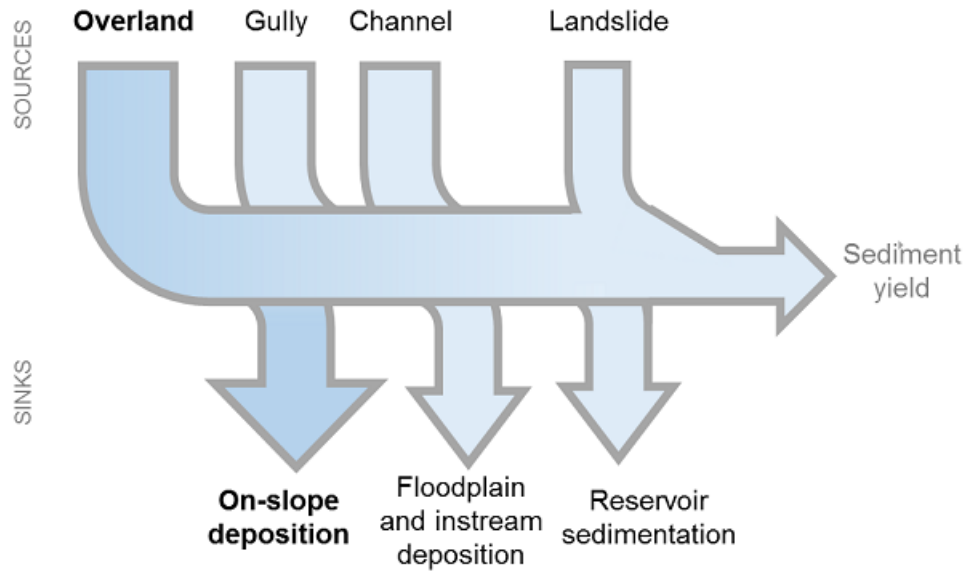 SOURCES
Overland
Gully
Channel
Landslide
Sediment
yield
SINKS
On-slope
deposition
Floodplain
and instream
deposition
Reservoir
sedimentation